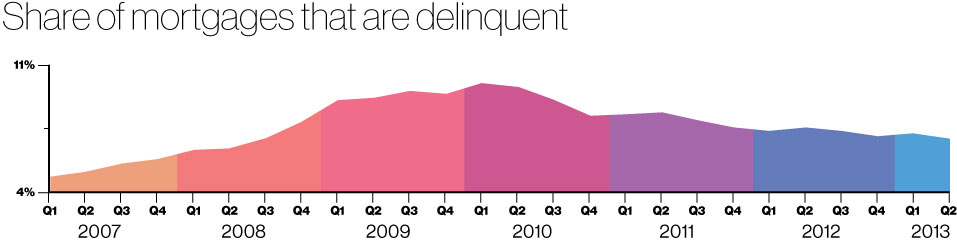 Share of mortgages that are delinquent
11%
4%
Q1 Q2 Q3 Q4 Q1 Q2 Q3 Q4 Q1 Q2 Q3 Q4 Q1 Q2 Q3 Q4 Q1 Q2 Q3 Q4 Q1 Q2 Q3 Q4 Q1 Q2
2007 2008 2009 2010 2011 2012 2013